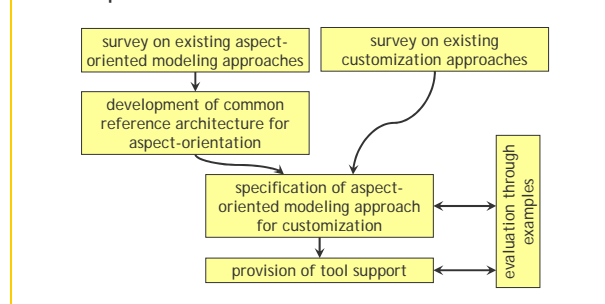 survey on existing aspect-
oriented modeling approaches
survey on existing
customization approaches
development of common
reference architecture for
aspect-orientation
specification of aspect-
oriented modeling approach
for customization
evaluation through
examples
provision of tool support